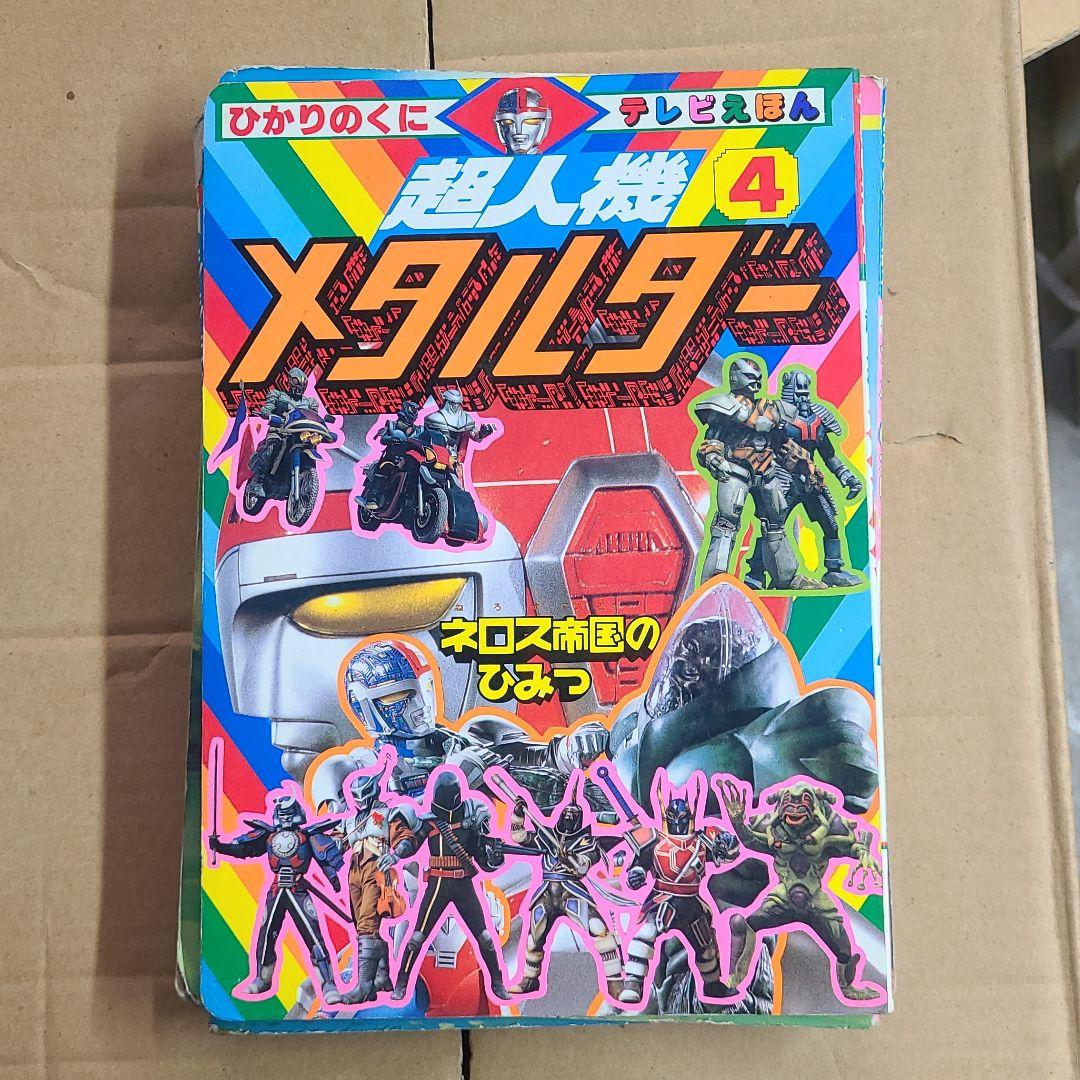 ひかりのくに
テレビえほん
超人機
4
メタルダー
ネロス帝国の
ひみつ